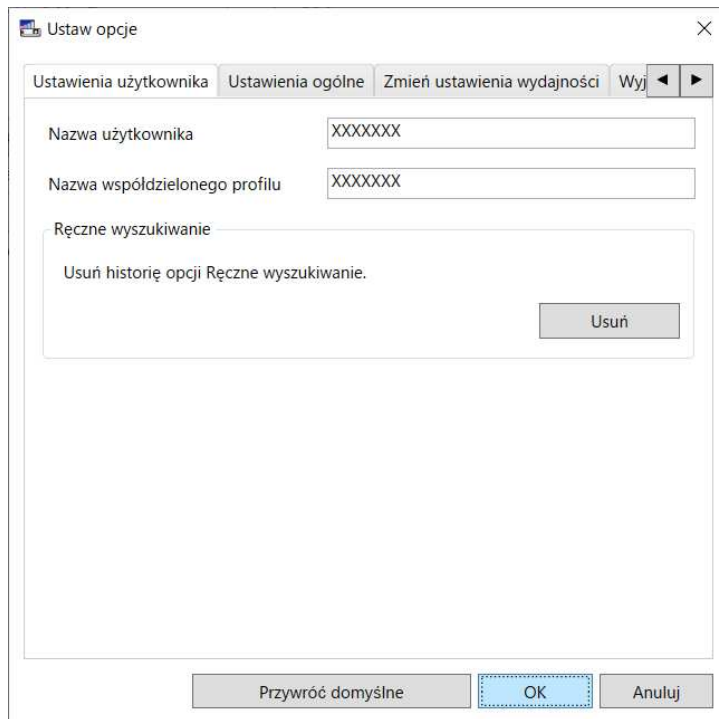 Ustaw opcje
Ustawienia użytkownika Ustawienia ogólne Zmień ustawienia wydajności Wyj
Nazwa użytkownika XXXXXXX
Nazwa współdzielonego profilu XXXXXXX
Ręczne wyszukiwanie
Usuń historię opcji Ręczne wyszukiwanie.
Usuń
Przywróć domyślne OK Anuluj